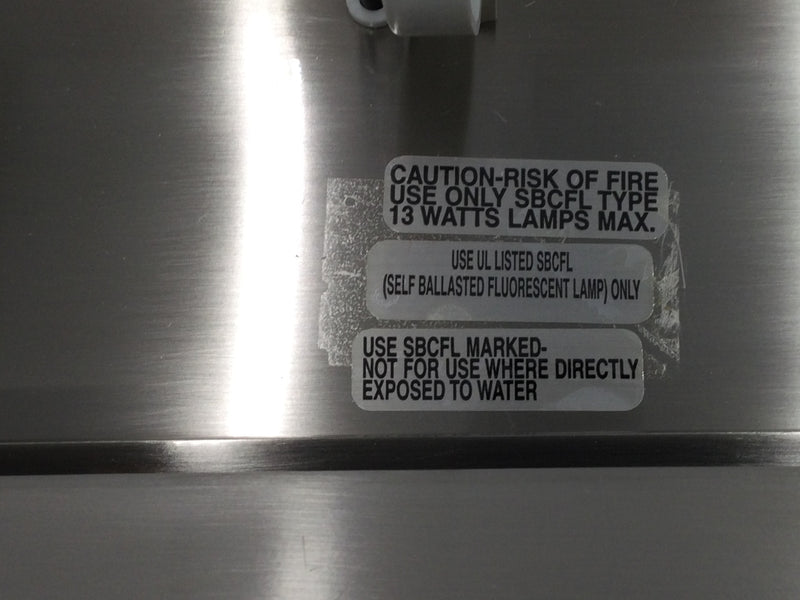 CAUTION-RISK OF FIRE
USE ONLY SBCFL TYPE
13 WATTS LAMPS MAX.
USE UL LISTED SBCFL
(SELF BALLASTED FLUORESCENT LAMP) ONLY
USE SBCFL MARKED-
NOT FOR USE WHERE DIRECTLY
EXPOSED TO WATER